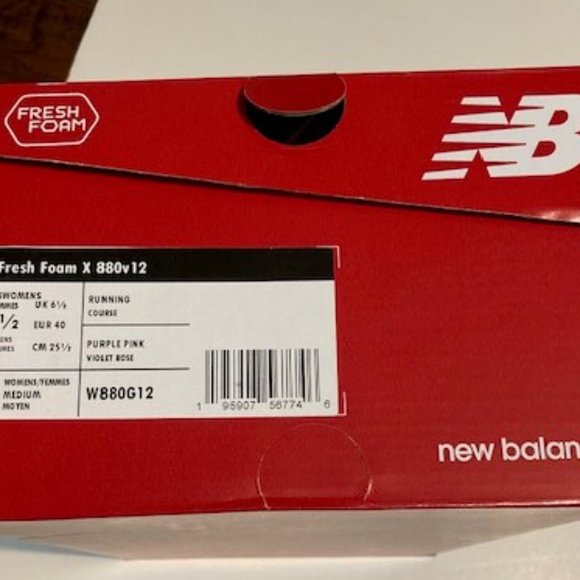 FRESH
FOAM
NB
Fresh Foam X 880v12
WOMENS
UK 6½
½
EUR 40
CM 25½
RUNNING
COURSE
PURPLE PINK
VIOLET ROSE
WOMENS/FEMMES
MEDIUM
MOYEN
W880G12
1 95907 56774 6
new balan